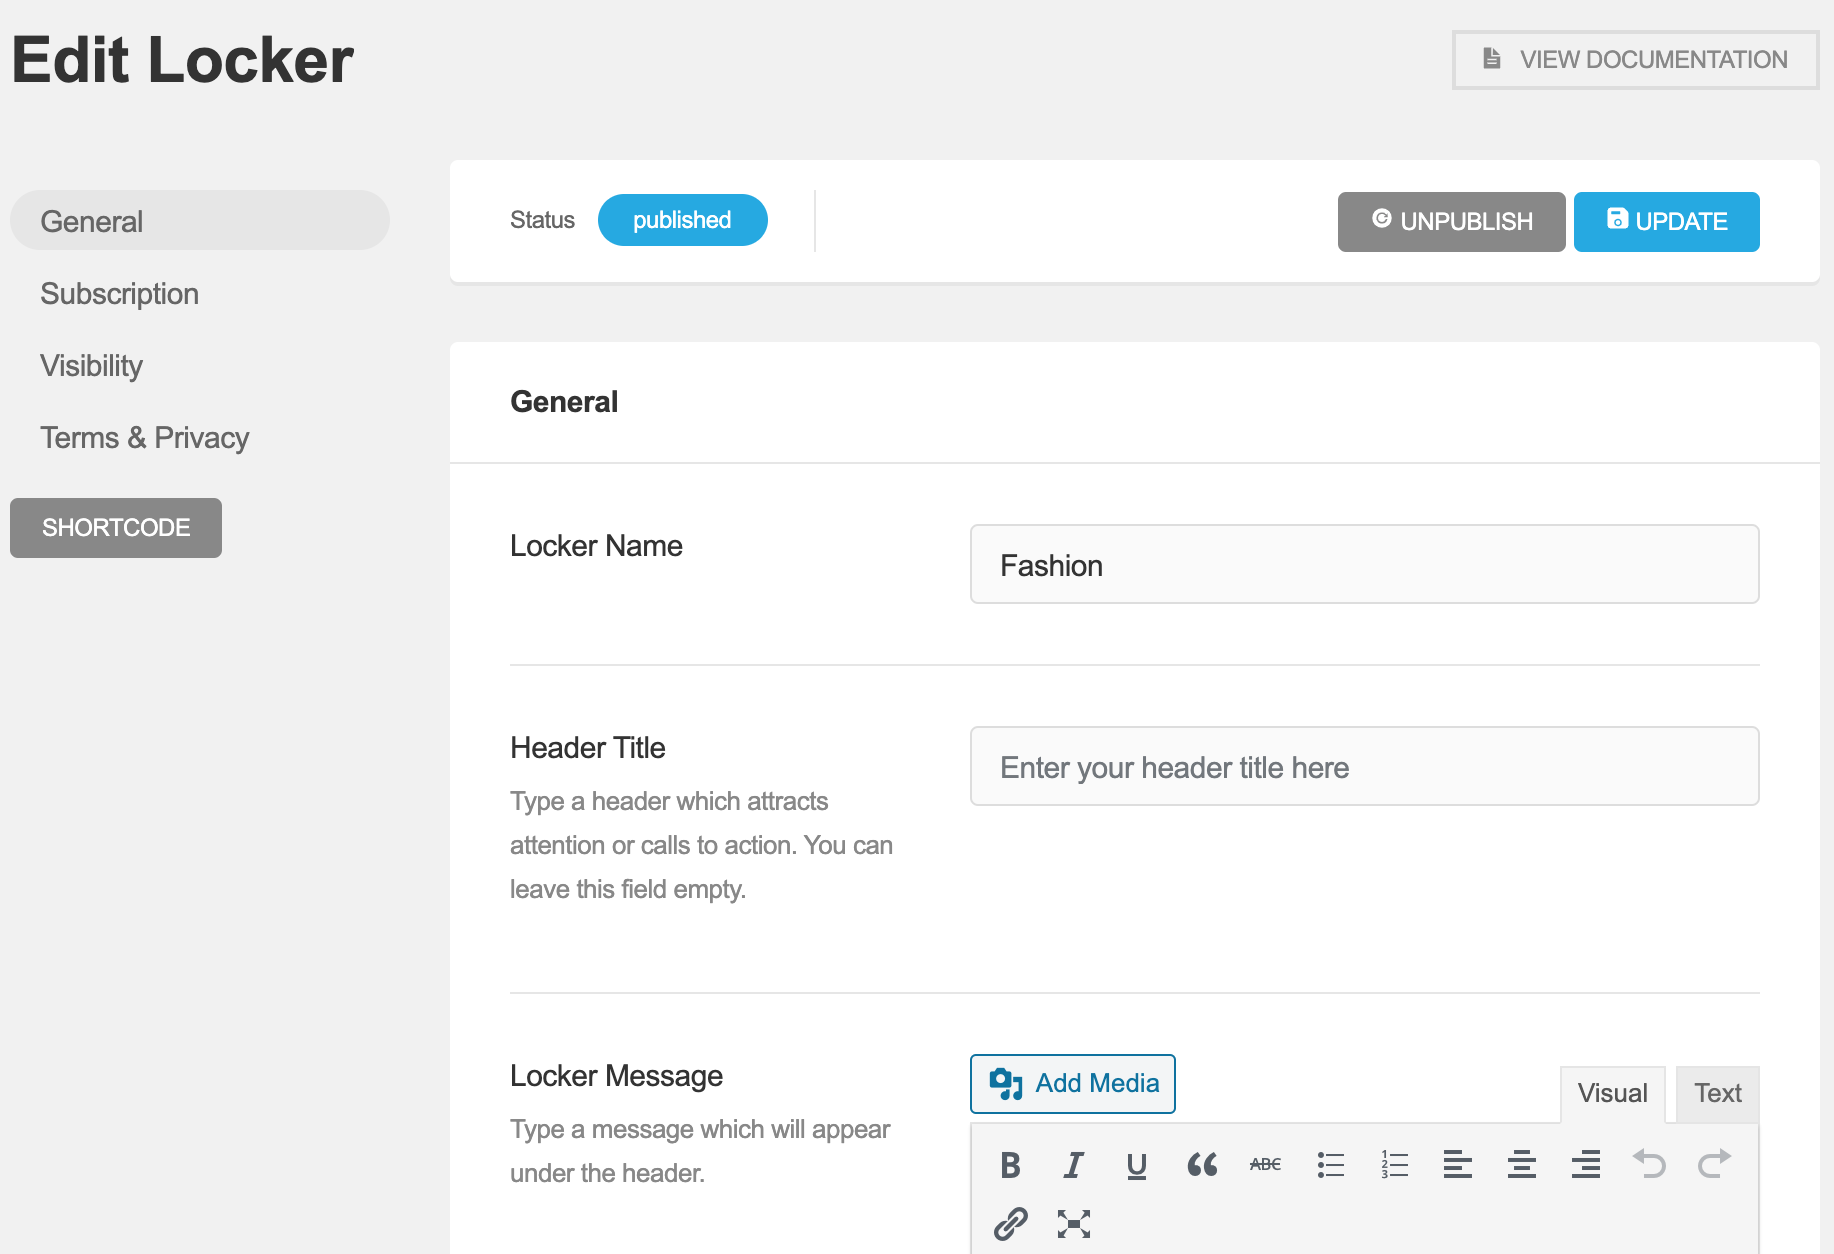 Edit Locker
VIEW DOCUMENTATION
General
Subscription
Visibility
Terms & Privacy
SHORTCODE
Status
published
UNPUBLISH
UPDATE
General
Locker Name
Fashion
Header Title
Type a header which attracts
attention or calls to action. You can
leave this field empty.
Enter your header title here
Locker Message
Type a message which will appear
under the header.
Add Media
Visual
Text
B I U ABC